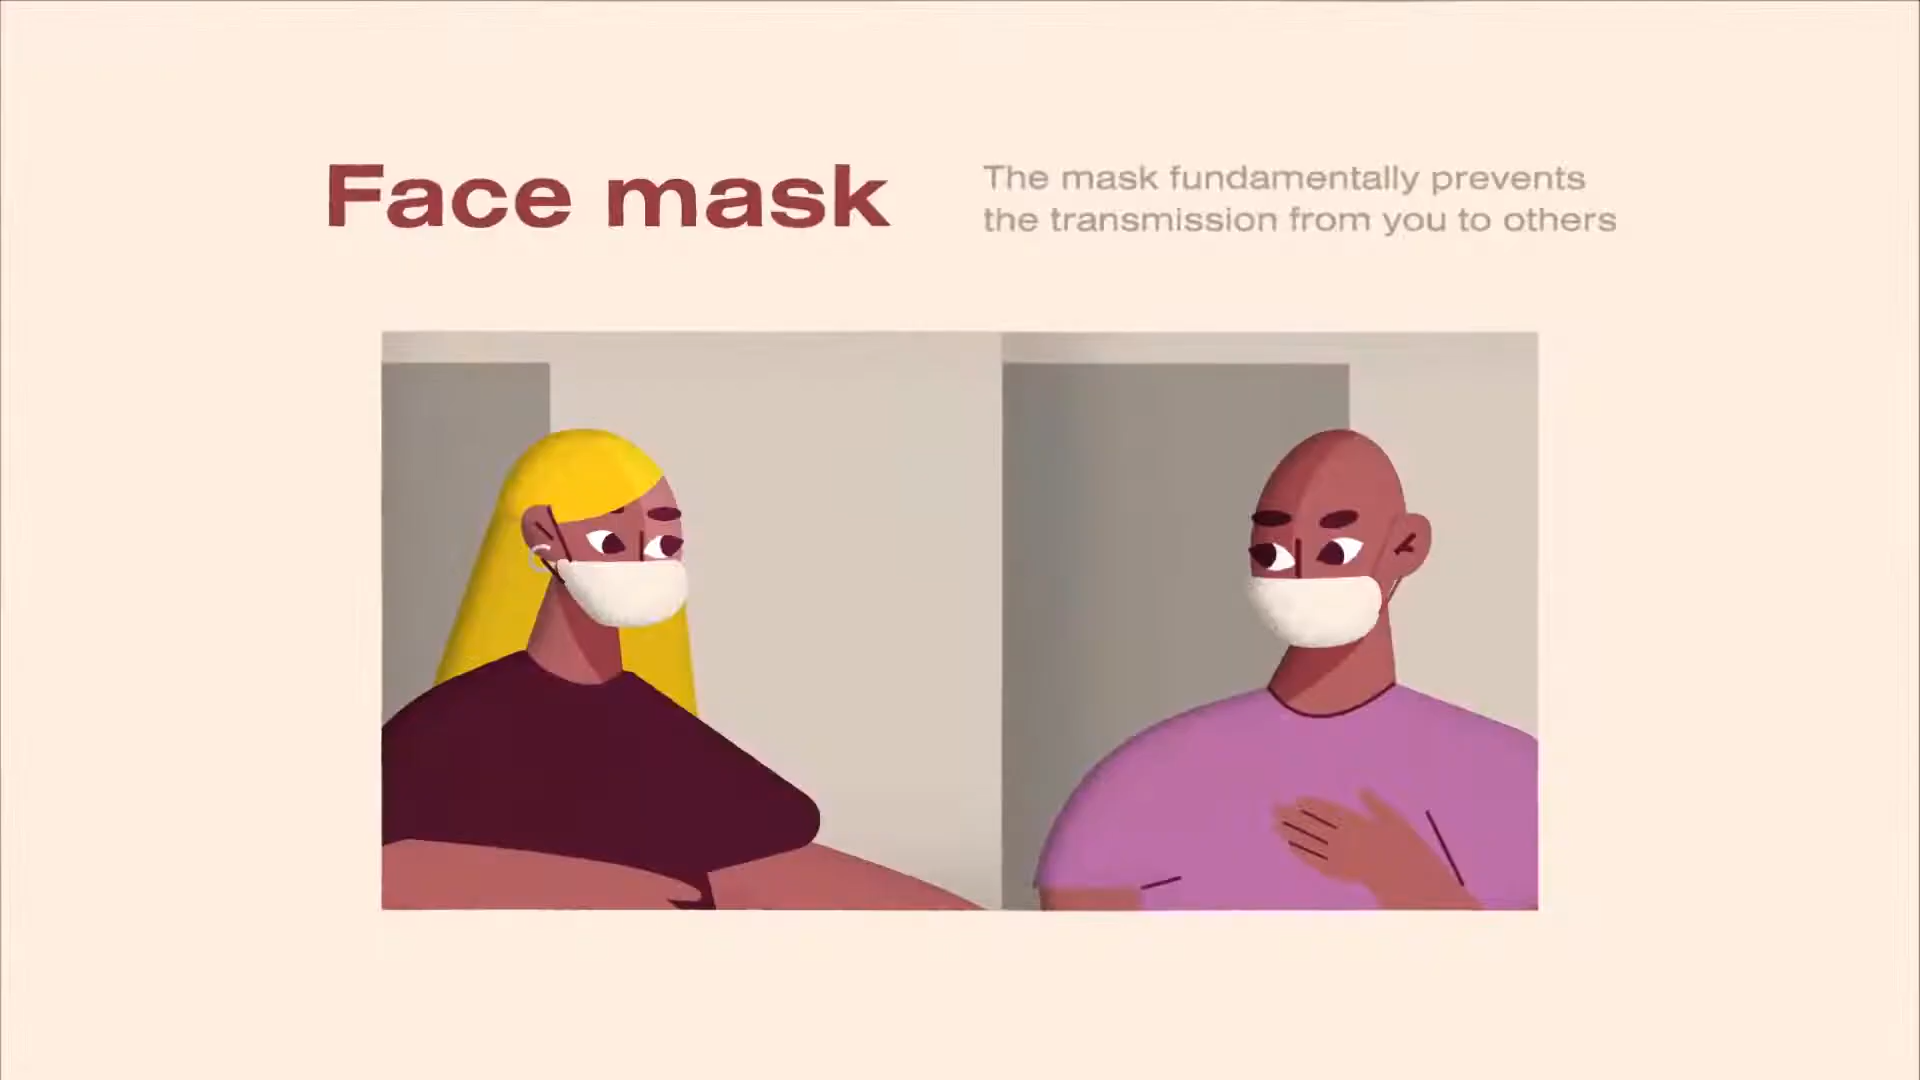 Face mask
The mask fundamentally prevents
the transmission from you to others